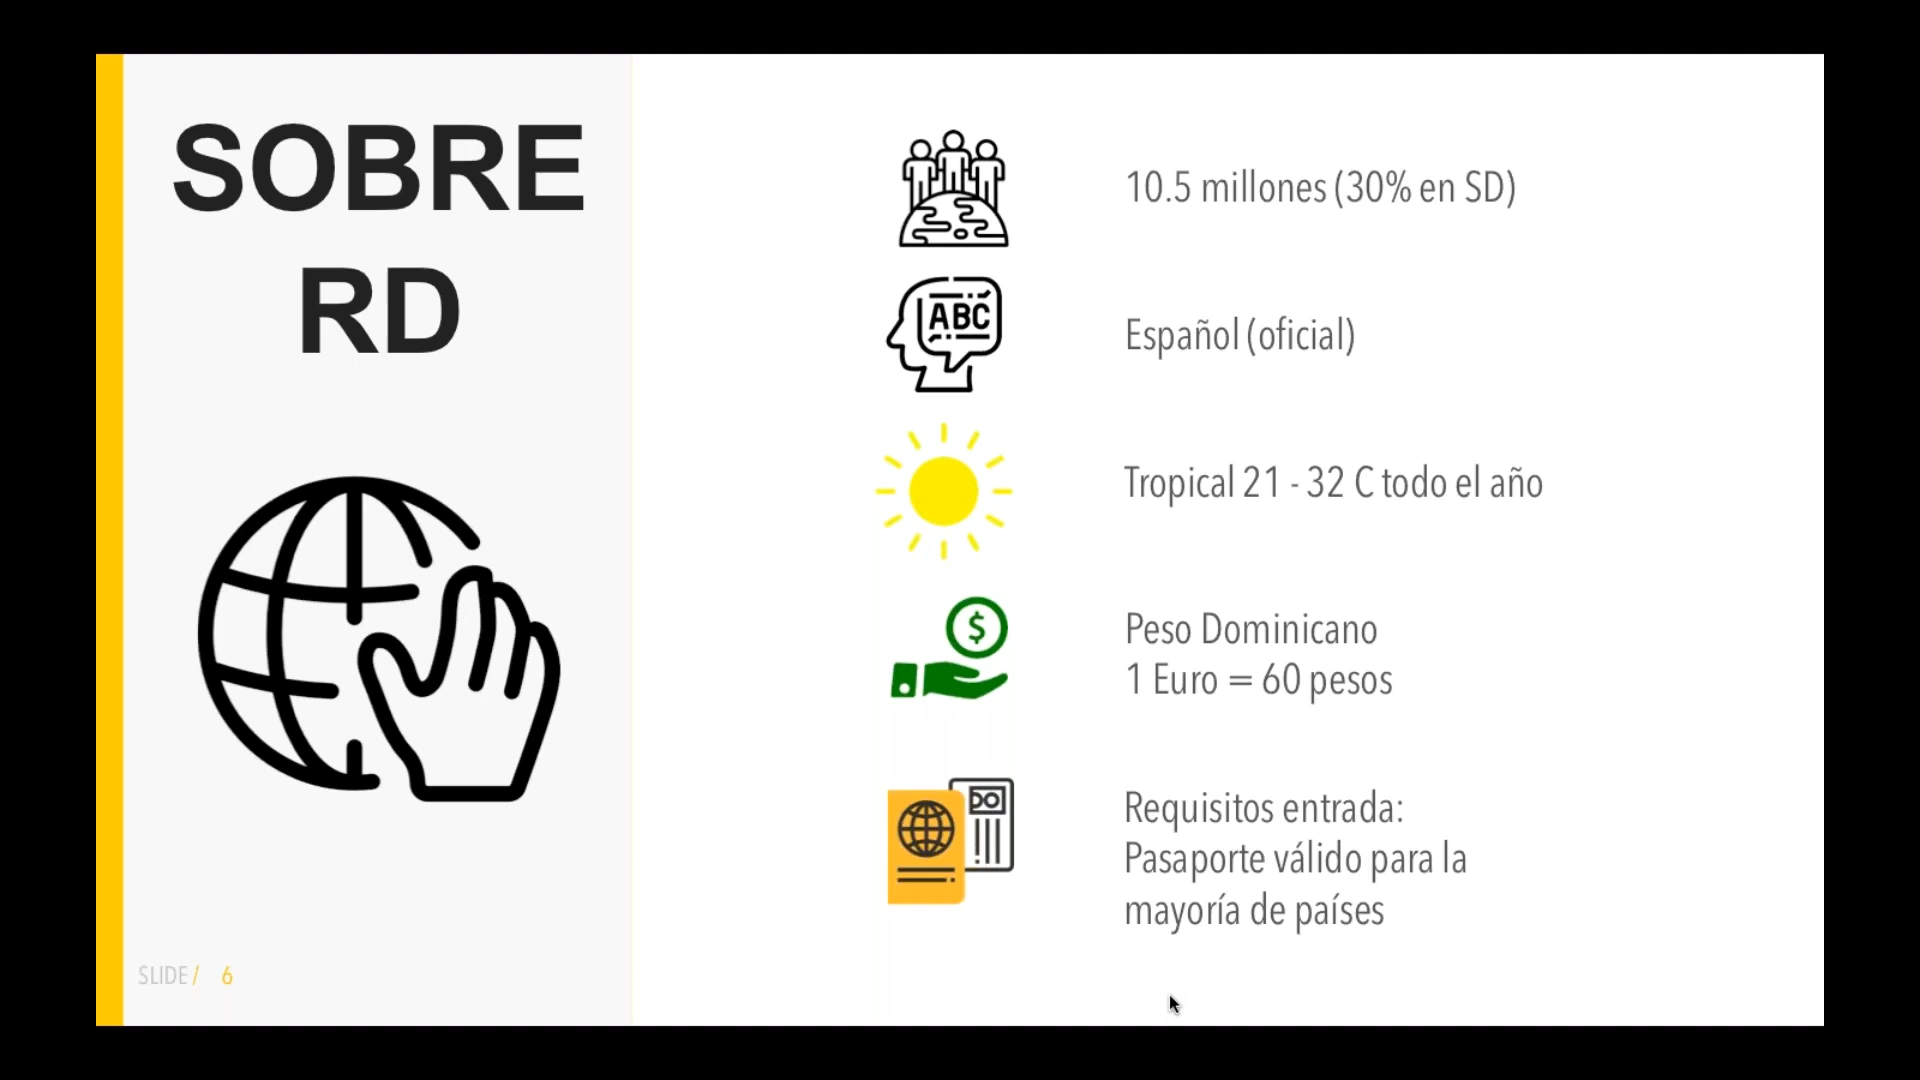 SOBRE
RD
10.5 millones (30% en SD)
ABC
Español (oficial)
Tropical 21 - 32 C todo el año
$
Peso Dominicano
1 Euro = 60 pesos
DO
Requisitos entrada:
Pasaporte válido para la
mayoría de países
SLIDE / 6